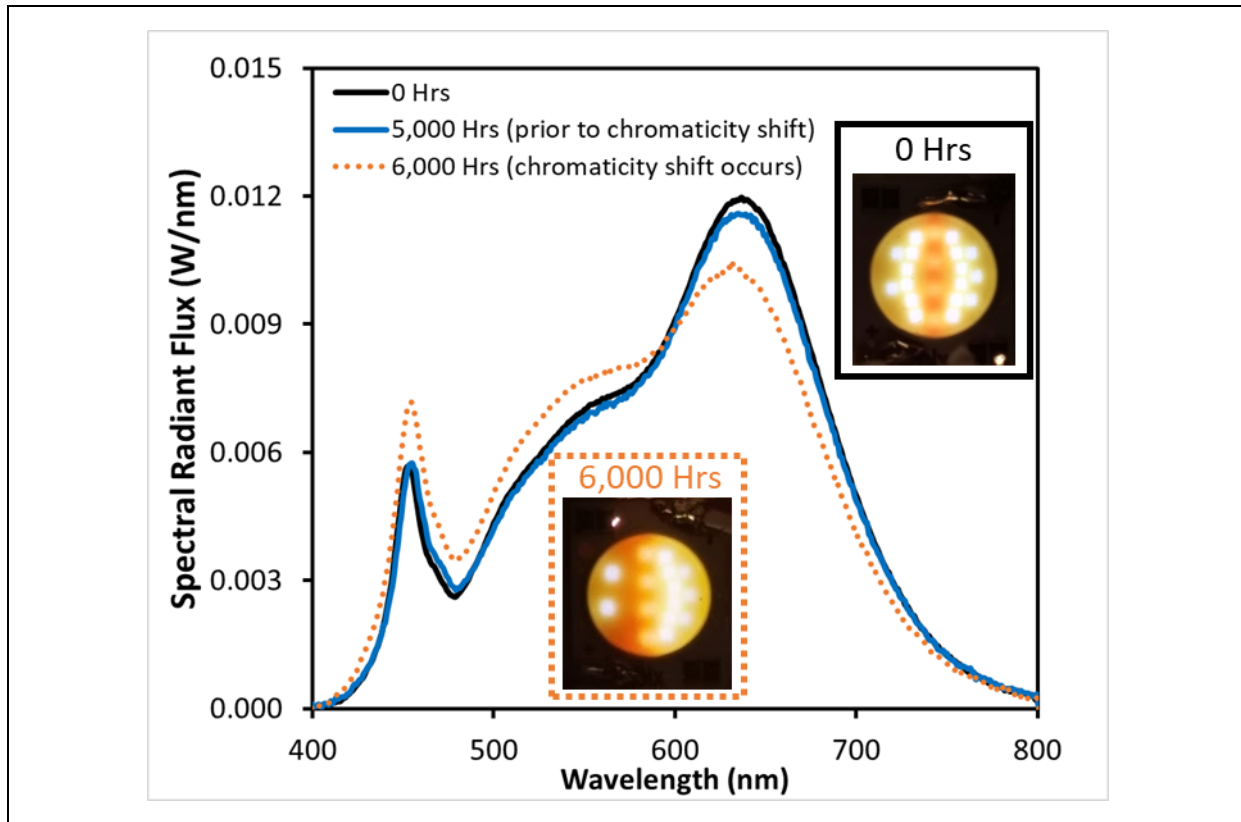 0.015
0.012
0.009
0.006
0.003
0.000
Spectral Radiant Flux (W/nm)
0 Hrs
5,000 Hrs (prior to chromaticity shift)
6,000 Hrs (chromaticity shift occurs)
0 Hrs
6,000 Hrs
400 500 600 700 800
Wavelength (nm)